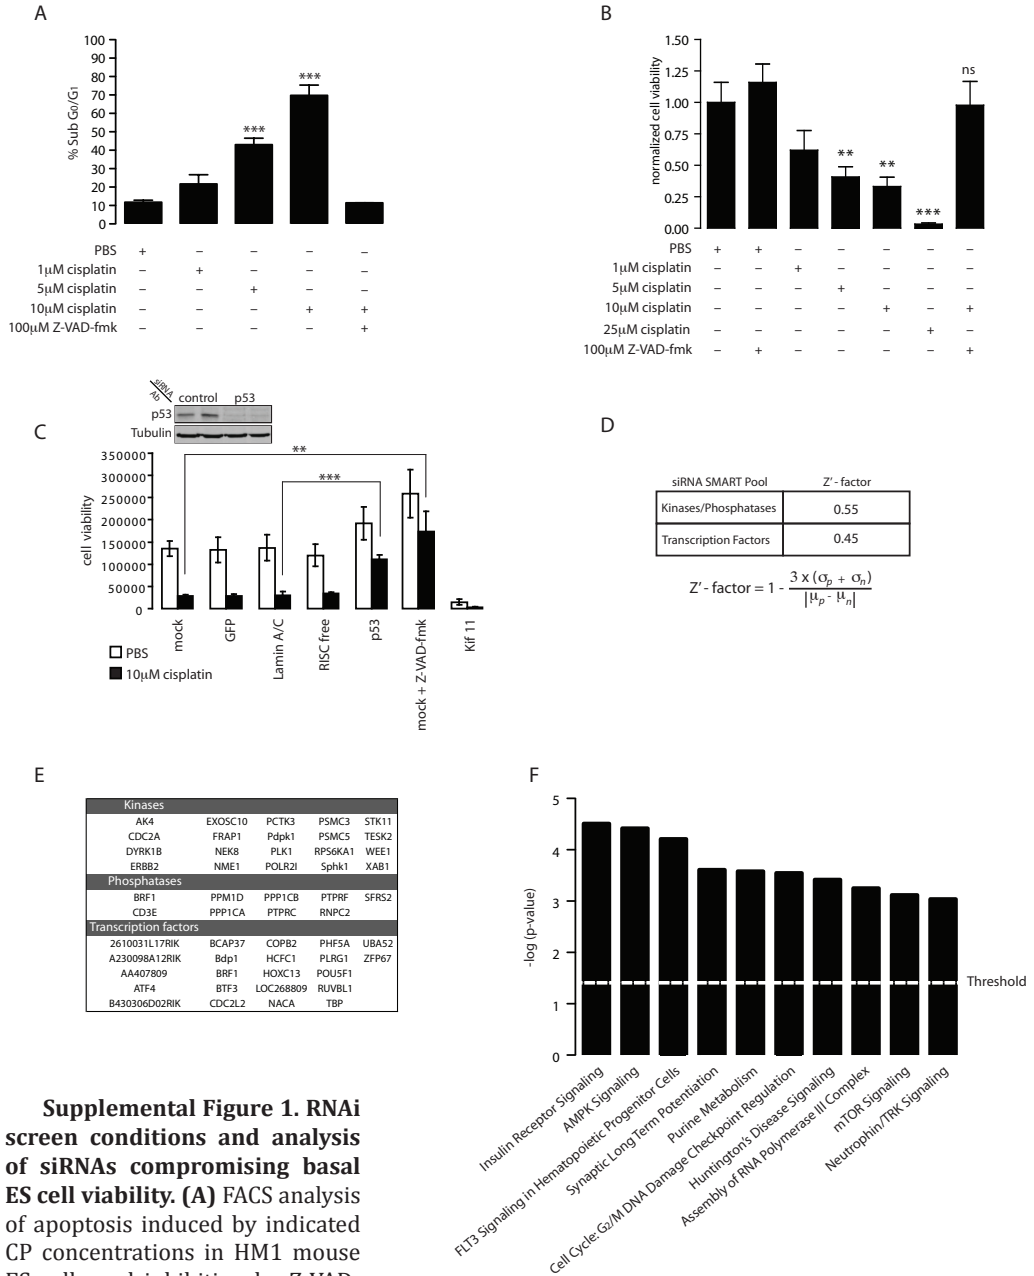 A
% Sub G0/G1
100
90
80
70
60
50
40
30
20
10
0
***
***
PBS + – – – –
1µM cisplatin – + – – –
5µM cisplatin – – + – –
10µM cisplatin – – – + +
100µM Z-VAD-fmk – – – – +
B
normalized cell viability
1.50
1.25
1.00
0.75
0.50
0.25
0.00
**
**
***
ns
PBS + + – – – – –
1µM cisplatin – – + – – – –
5µM cisplatin – – – + – – –
10µM cisplatin – – – – + – +
25µM cisplatin – – – – – + –
100µM Z-VAD-fmk – + – – – – +
C
siRNA
Ab
control p53
p53
Tubulin
cell viability
350000
300000
250000
200000
150000
100000
50000
0
**
***
mock
GFP
Lamin A/C
RISC free
p53
mock + Z-VAD-fmk
Kif 11
PBS
10µM cisplatin
D
siRNA SMART Pool Z' - factor
Kinases/Phosphatases 0.55
Transcription Factors 0.45
Z' - factor = 1 - 3 x (σp + σn)
|µp - µn|
E
Kinases
AK4 EXOSC10 PCTK3 PSMC3 STK11
CDC2A FRAP1 Pdpk1 PSMC5 TESK2
DYRK1B NEK8 PLK1 RPS6KA1 WEE1
ERBB2 NME1 POLR2I Sphk1 XAB1
Phosphatases
BRF1 PPM1D PPP1CB PTPRF SFRS2
CD3E PPP1CA PTPRC RNPC2
Transcription factors
2610031L17RIK BCAP37 COPB2 PHF5A UBA52
A230098A12RIK Bdp1 HCFC1 PLRG1 ZFP67
AA407809 BRF1 HOXC13 POU5F1
ATF4 BTF3 LOC268809 RUVBL1
B430306D02RIK CDC2L2 NACA TBP
F
-log (p-value)
5
4
3
2
1
0
Threshold
Insulin Receptor Signaling
AMPK Signaling
FLT3 Signaling in Hematopoietic Progenitor Cells
Synaptic Long Term Potentiation
Purine Metabolism
Cell Cycle: G2/M DNA Damage Checkpoint Regulation
Huntington's Disease Signaling
Assembly of RNA Polymerase III Complex
mTOR Signaling
Neutrophin/TRK Signaling
Supplemental Figure 1. RNAi
screen conditions and analysis
of siRNAs compromising basal
ES cell viability. (A) FACS analysis
of apoptosis induced by indicated
CP concentrations in HM1 mouse